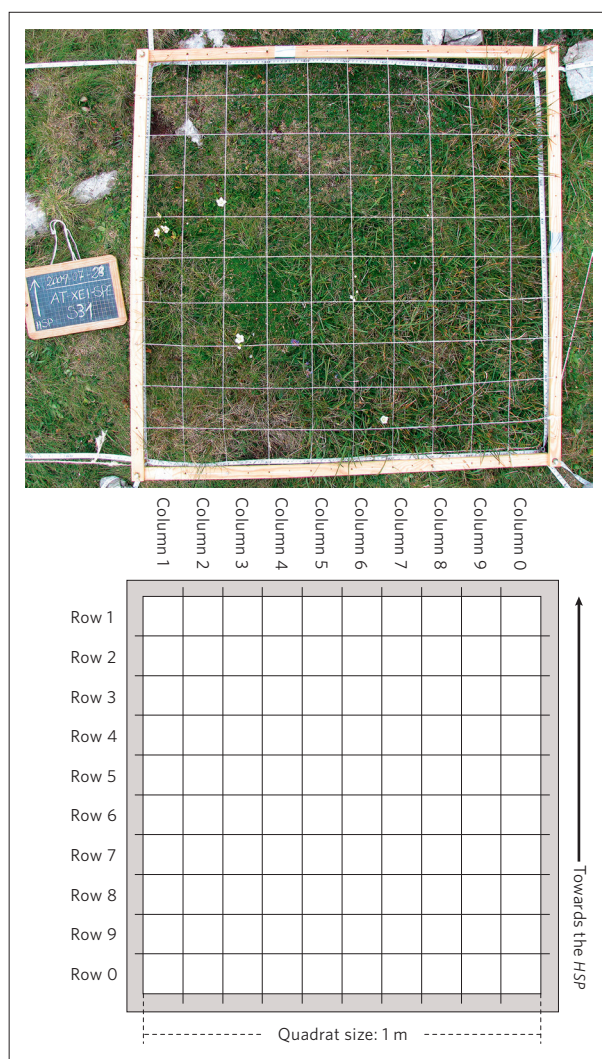 AT XEI-S/E
S31
HSP
Column 1
Column 2
Column 3
Column 4
Column 5
Column 6
Column 7
Column 8
Column 9
Column 0
Row 1
Row 2
Row 3
Row 4
Row 5
Row 6
Row 7
Row 8
Row 9
Row 0
Towards the HSP
Quadrat size: 1 m